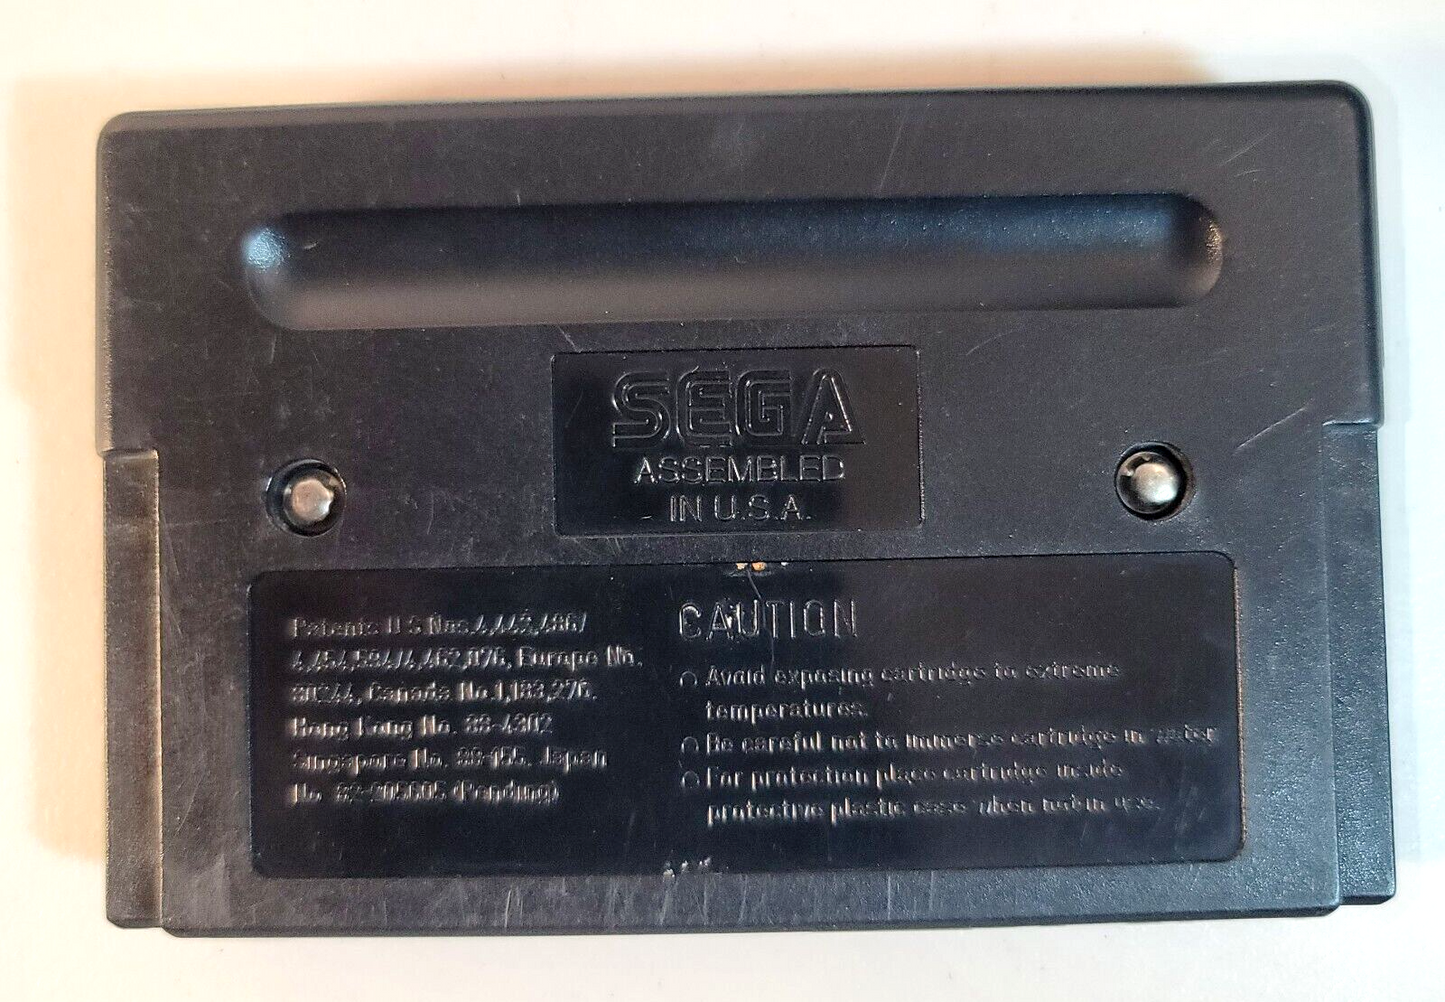 SEGA
ASSEMBLED
IN U.S.A.
Patents: U.S. Nos. 4,442,486/
4,454,594/4,462,076, Europe No.
80244, Canada No. 1,183,276,
Hong Kong No. 88-4302
Singapore No. 88-155, Japan
No. 82-205605 (Pending)
CAUTION
○ Avoid exposing cartridge to extreme
temperatures.
○ Be careful not to immerse cartridge in water
○ For protection place cartridge inside
protective plastic case when not in use.